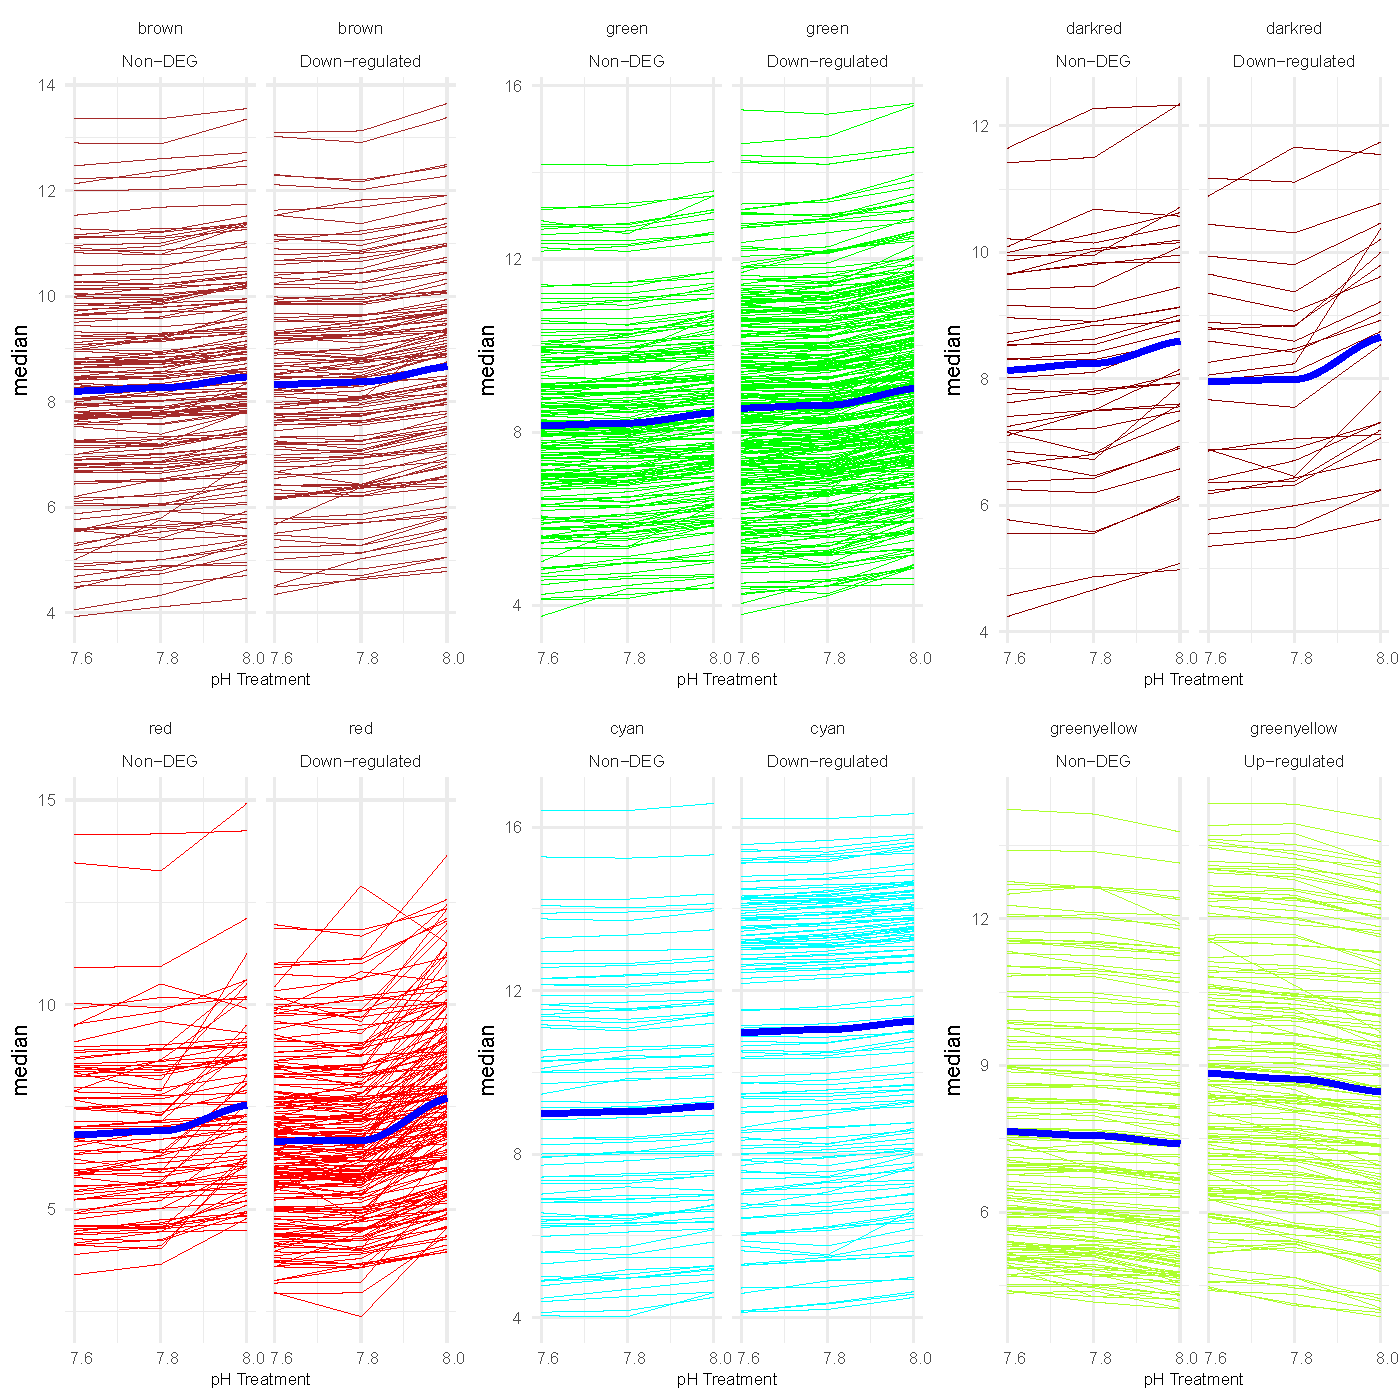 brown
brown
Non−DEG
Down−regulated
14
12
10
8
6
4
median
7.6
7.8
8.0
7.6
7.8
8.0
pH Treatment
green
green
Non−DEG
Down−regulated
16
12
8
4
median
7.6
7.8
8.0
7.6
7.8
8.0
pH Treatment
darkred
darkred
Non−DEG
Down−regulated
12
10
8
6
4
median
7.6
7.8
8.0
7.6
7.8
8.0
pH Treatment
red
red
Non−DEG
Down−regulated
15
10
5
median
7.6
7.8
8.0
7.6
7.8
8.0
pH Treatment
cyan
cyan
Non−DEG
Down−regulated
16
12
8
4
median
7.6
7.8
8.0
7.6
7.8
8.0
pH Treatment
greenyellow
greenyellow
Non−DEG
Up−regulated
12
9
6
median
7.6
7.8
8.0
7.6
7.8
8.0
pH Treatment